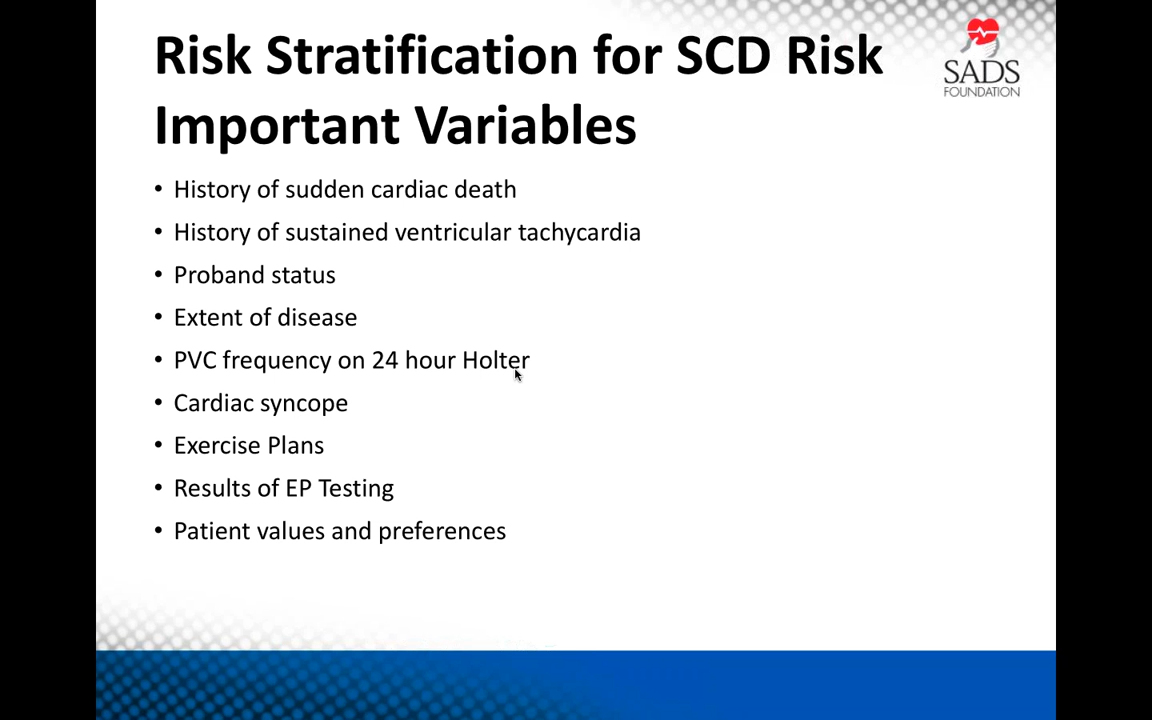 Risk Stratification for SCD Risk
Important Variables
SADS
FOUNDATION
• History of sudden cardiac death
• History of sustained ventricular tachycardia
• Proband status
• Extent of disease
• PVC frequency on 24 hour Holter
• Cardiac syncope
• Exercise Plans
• Results of EP Testing
• Patient values and preferences